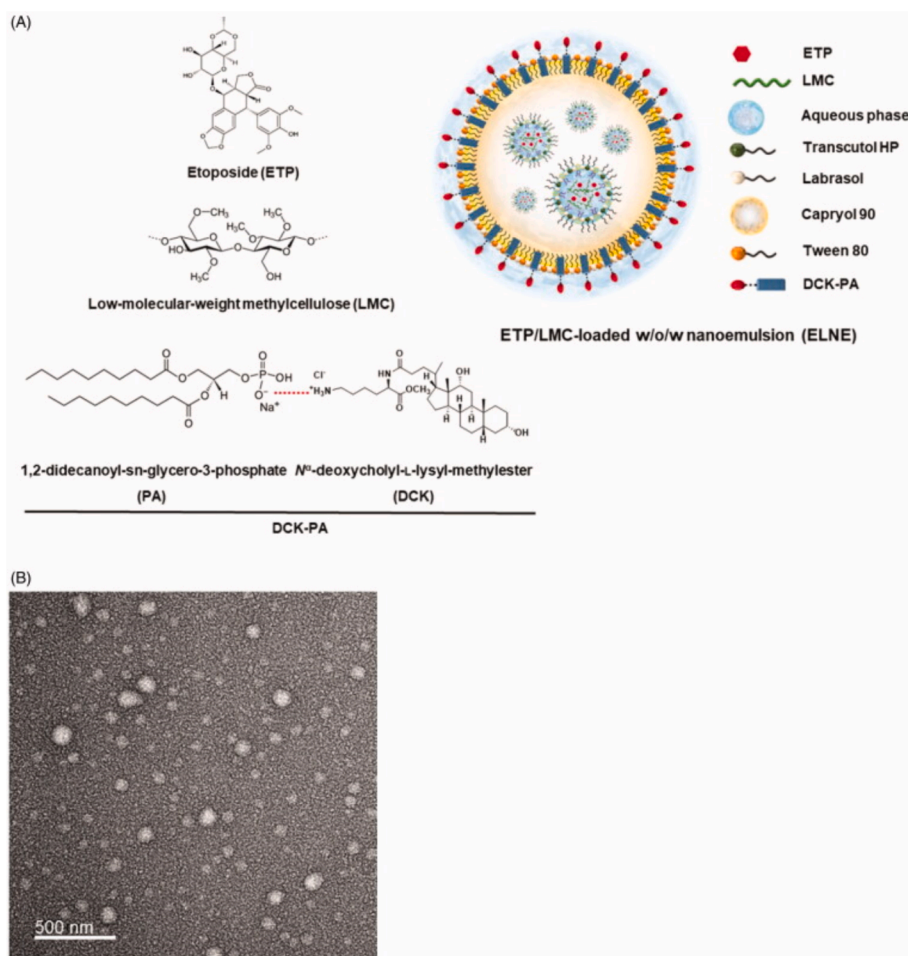 (A)
Etoposide (ETP)
Low-molecular-weight methylcellulose (LMC)
1,2-didecanoyl-sn-glycero-3-phosphate Nα-deoxycholyl-L-lysyl-methylester
(PA) (DCK)
DCK-PA
ETP
LMC
Aqueous phase
Transcutol HP
Labrasol
Capryol 90
Tween 80
DCK-PA
ETP/LMC-loaded w/o/w nanoemulsion (ELNE)
(B)
500 nm